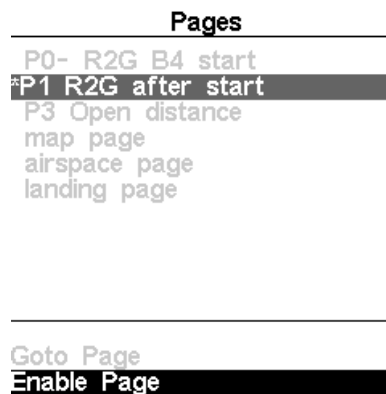 Pages
P0- R2G B4 start
*P1 R2G after start
P3 Open distance
map page
airspace page
landing page
Goto Page
Enable Page